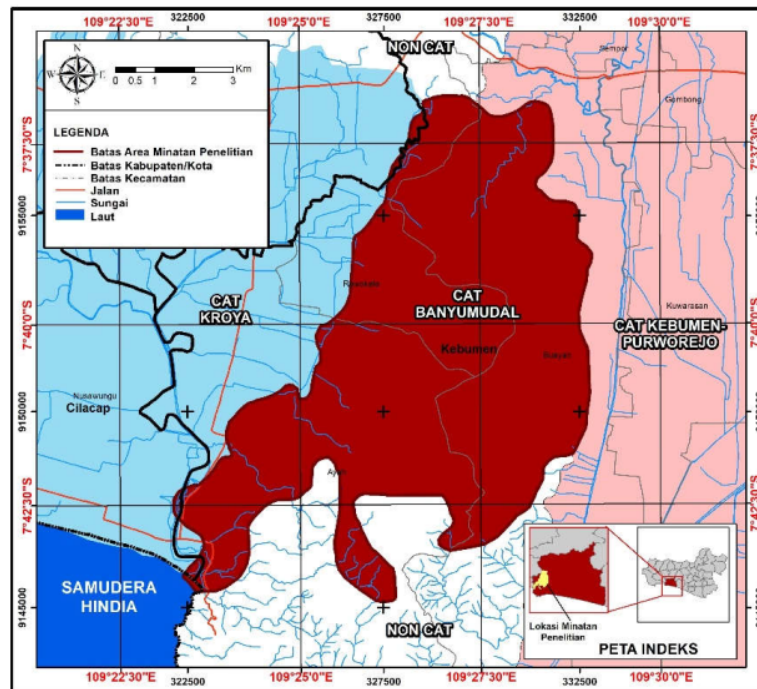 109°22'30"E 109°25'0"E 109°27'30"E 109°30'0"E
322500 327500 332500
N
W E
S
0 0.5 1 2 3 Km
LEGENDA
Batas Area Minatan Penelitian
Batas Kabupaten/Kota
Batas Kecamatan
Jalan
Sungai
Laut
NON CAT
Sempor
Gombong
7°37'30"S
7°37'30"S
9155000
Rowokele
CAT
KROYA
CAT
BANYUMUDAL
Kuwarasan
CAT KEBUMEN-
PURWOREJO
7°40'0"S
7°40'0"S
Kebumen
Buayan
Nusawungu
Cilacap
9150000
Ayah
7°42'30"S
7°42'30"S
SAMUDERA
HINDIA
9145000
NON CAT
Lokasi Minatan
Penelitian
PETA INDEKS
109°22'30"E 109°25'0"E 109°27'30"E 109°30'0"E
322500 327500 332500